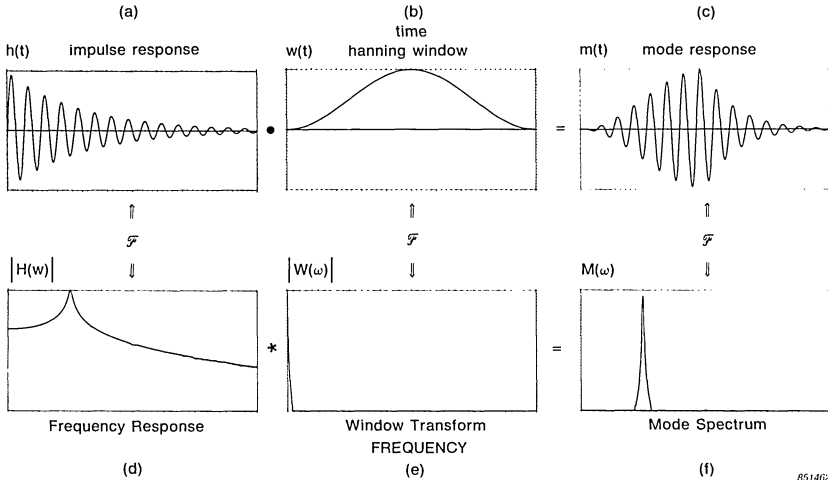 (a) (b) (c)
time
h(t) impulse response w(t) hanning window m(t) mode response
• =
⇑ ⇑ ⇑
ℱ ℱ ℱ
|H(w)| ⇓ |W(ω)| ⇓ M(ω) ⇓
* =
Frequency Response Window Transform Mode Spectrum
FREQUENCY
(d) (e) (f)
851462